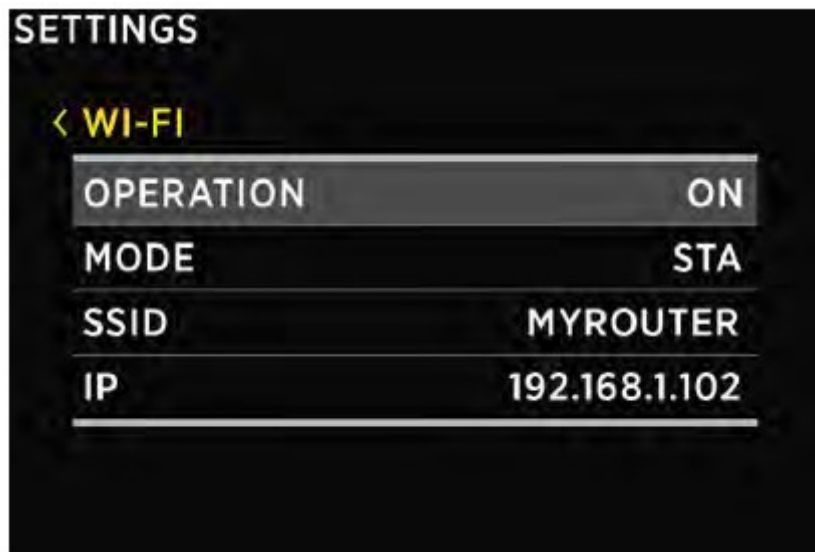 SETTINGS
< WI-FI
OPERATION ON
MODE STA
SSID MYROUTER
IP 192.168.1.102